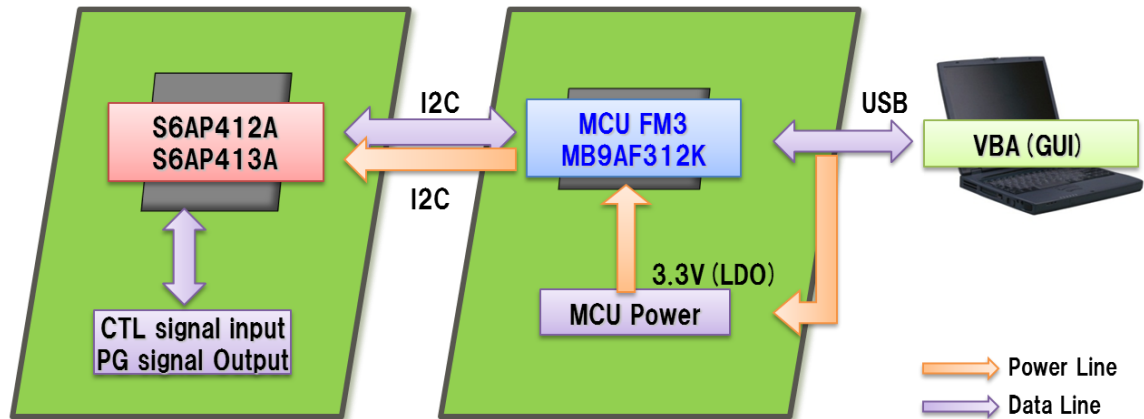 S6AP412A
S6AP413A
I2C
I2C
CTL signal input
PG signal Output
MCU FM3
MB9AF312K
3.3V (LDO)
MCU Power
USB
VBA (GUI)
Power Line
Data Line